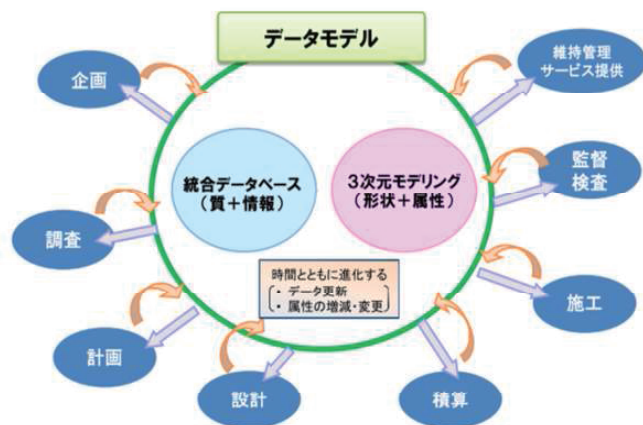 データモデル
企画
維持管理
サービス提供
統合データベース
(質+情報)
3次元モデリング
(形状+属性)
監督
検査
調査
時間とともに進化する
・ データ更新
・ 属性の増減・変更
施工
計画
設計
積算